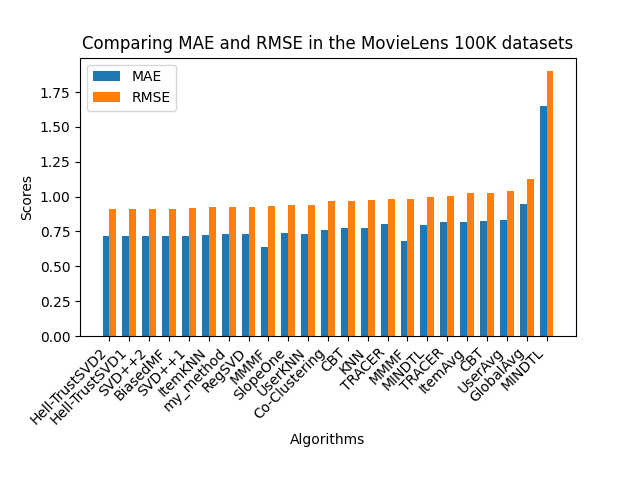 Comparing MAE and RMSE in the MovieLens 100K datasets
MAE
RMSE
1.75
1.50
1.25
1.00
0.75
0.50
0.25
0.00
Scores
Hell-TrustSVD2
Hell-TrustSVD1
SVD++2
BiasedMF
SVD++1
ItemKNN
my_method
RegSVD
MMMF
SlopeOne
UserKNN
Co-Clustering
CBT
KNN
TRACER
MMMF
MINDTL
TRACER
ItemAvg
CBT
UserAvg
GlobalAvg
MINDTL
Algorithms